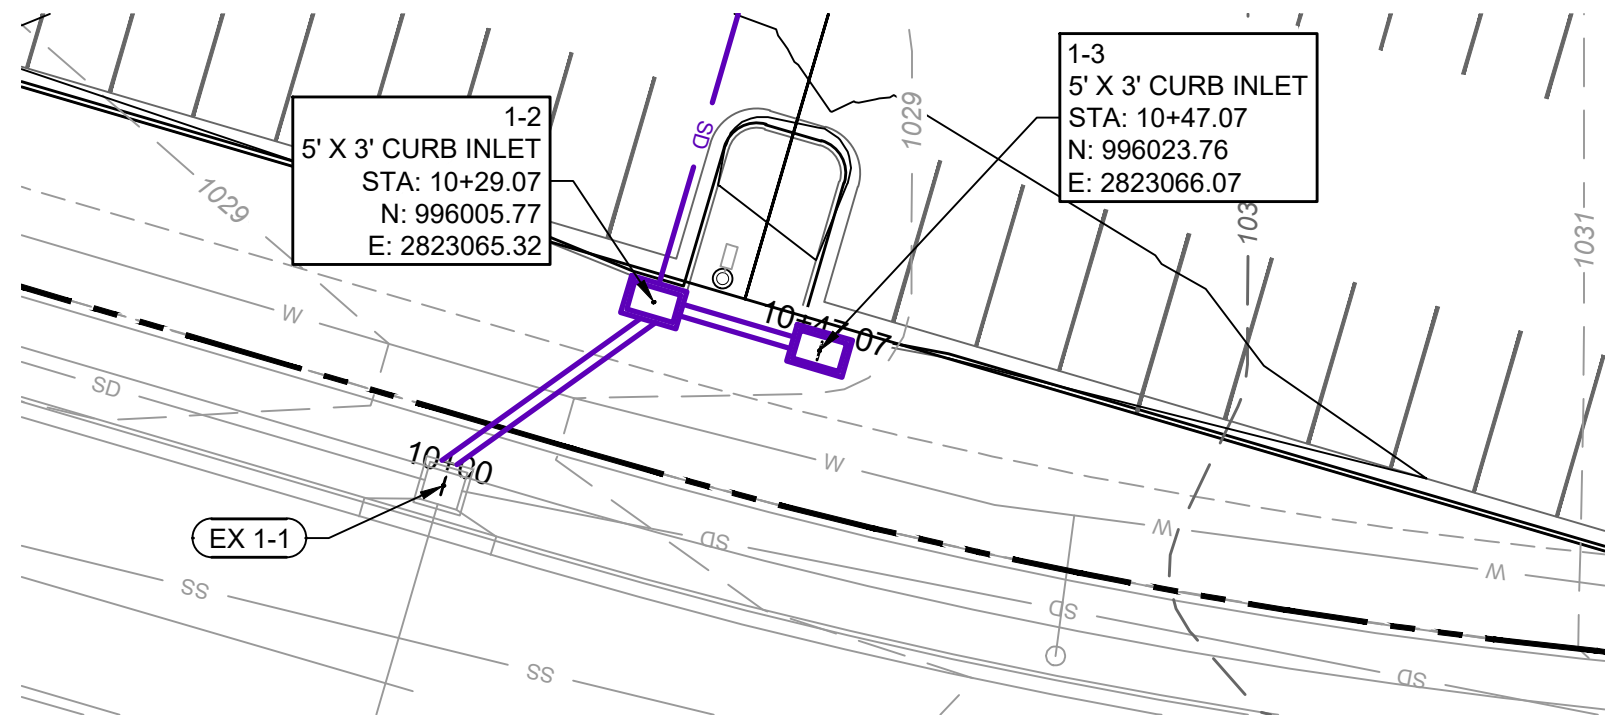 1-2
5' X 3' CURB INLET
STA: 10+29.07
N: 996005.77
E: 2823065.32
1-3
5' X 3' CURB INLET
STA: 10+47.07
N: 996023.76
E: 2823066.07
SD
1029
1029
1031
W
10+47.07
SD
10+00
W
EX 1-1
SD
W
W
SS
SD
SS
SD